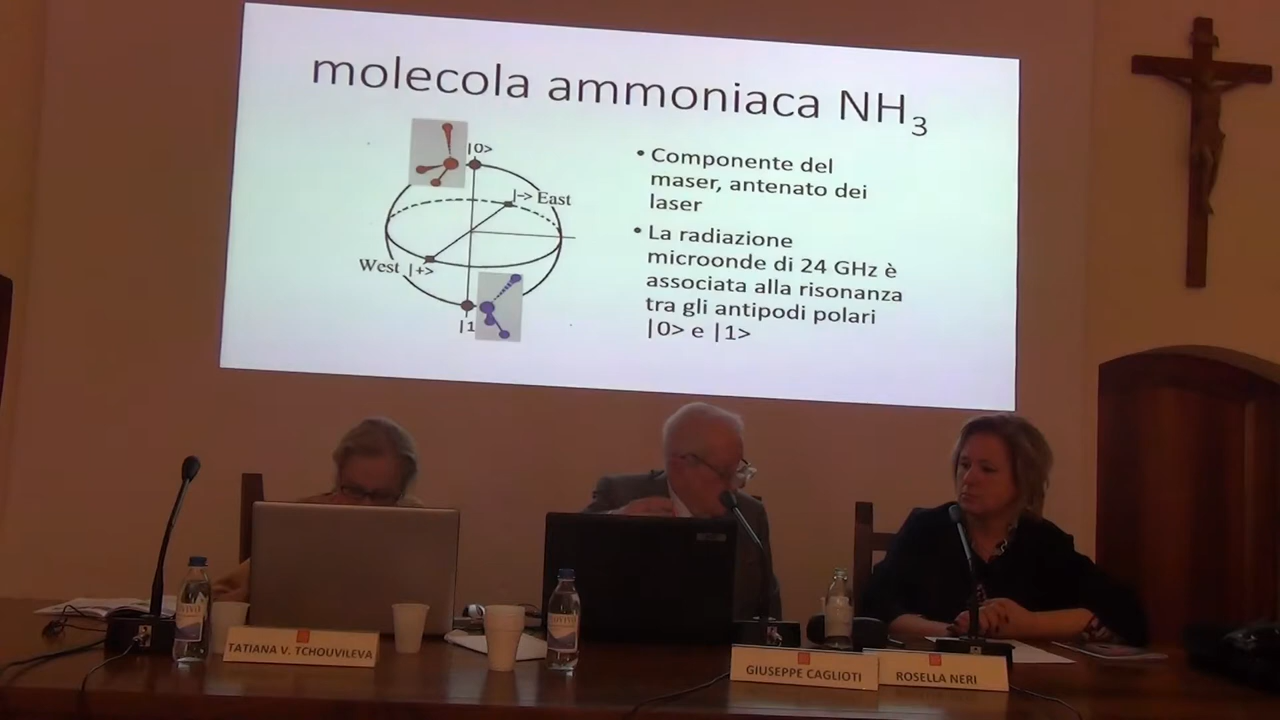 molecola ammoniaca NH₃
|0>
|-> East
West |+>
|1
• Componente del
maser, antenato dei
laser
• La radiazione
microonde di 24 GHz è
associata alla risonanza
tra gli antipodi polari
|0> e |1>
TATIANA V. TCHOUVILEVA
GIUSEPPE CAGLIOTI
ROSELLA NERI